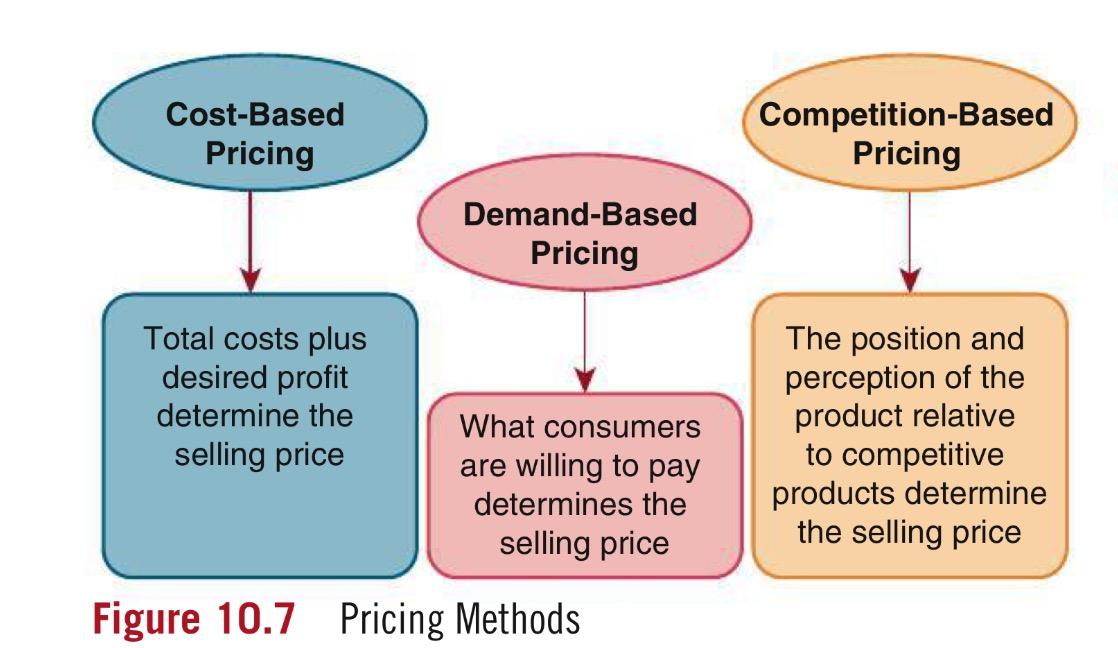 Cost-Based
Pricing
Total costs plus
desired profit
determine the
selling price
Demand-Based
Pricing
What consumers
are willing to pay
determines the
selling price
Competition-Based
Pricing
The position and
perception of the
product relative
to competitive
products determine
the selling price
Figure 10.7 Pricing Methods